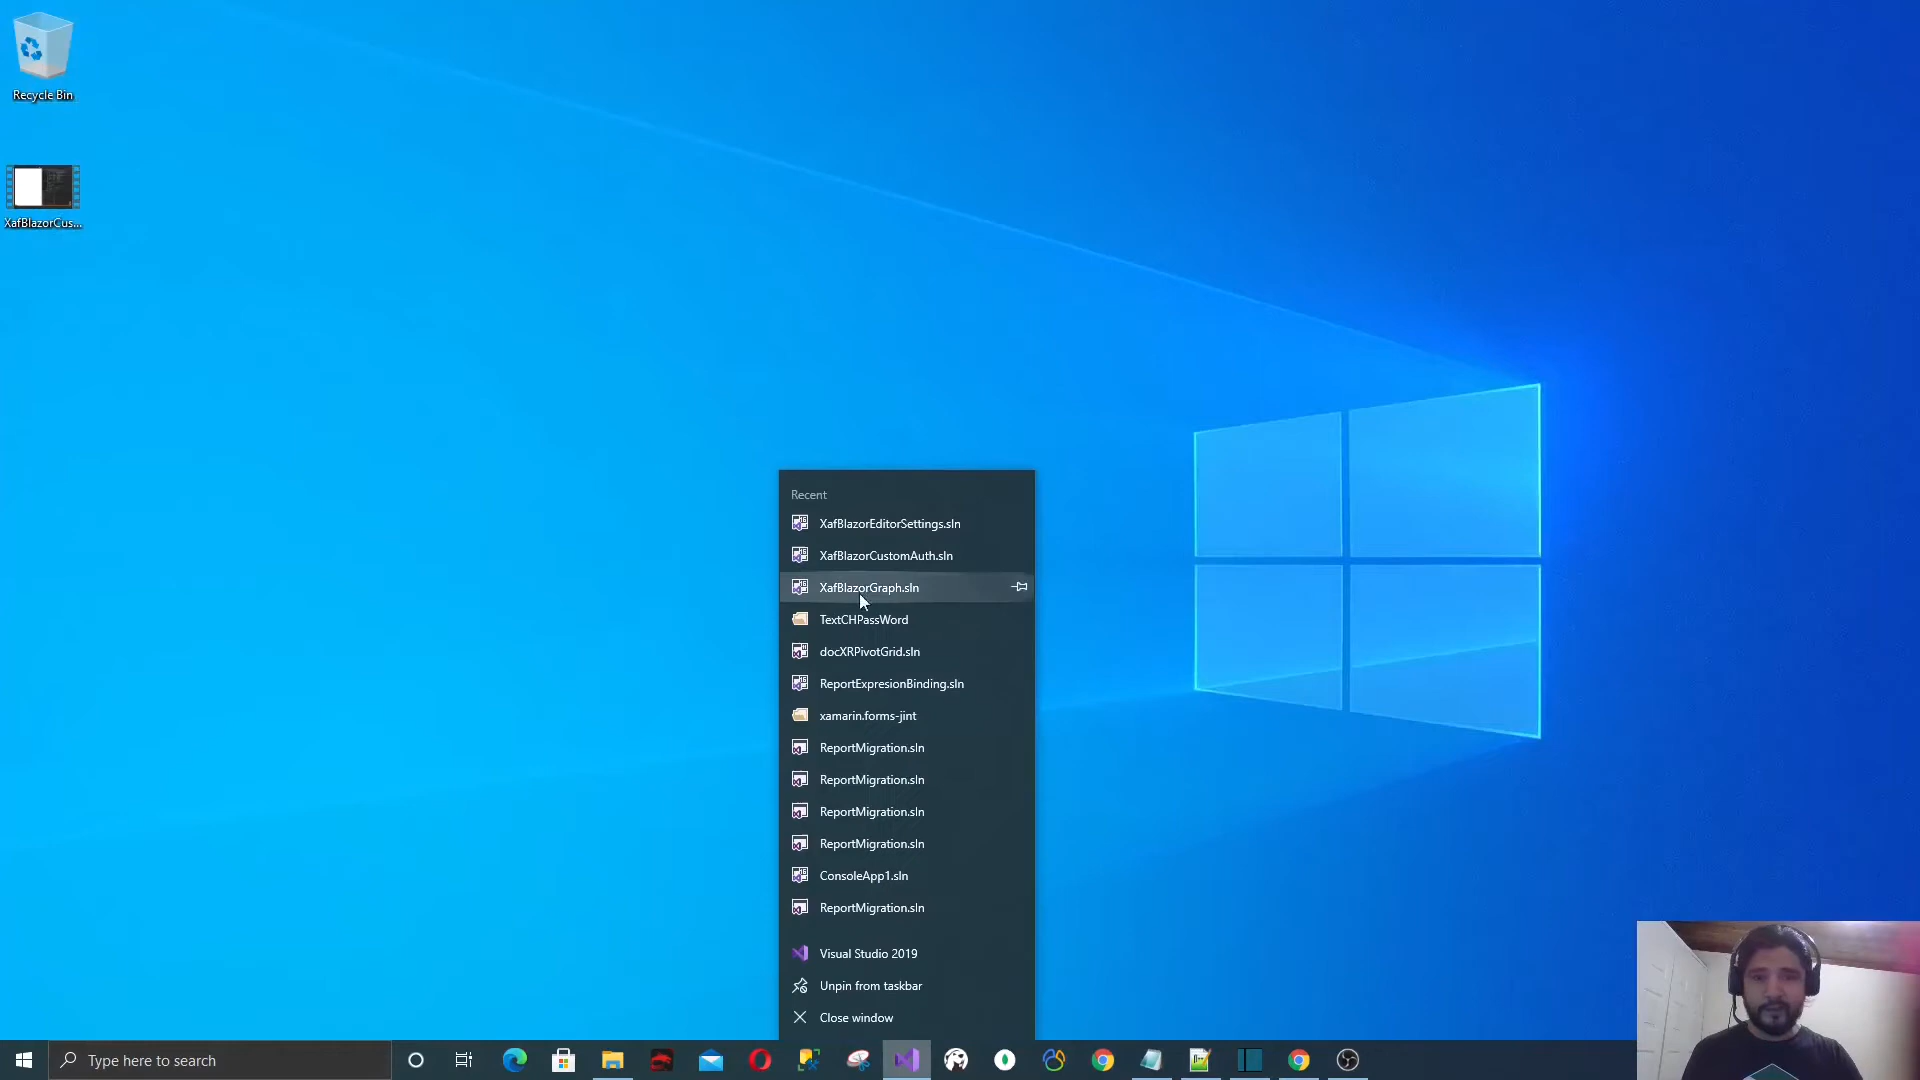 Recycle Bin
XafBlazorCus...
Recent
XafBlazorEditorSettings.sln
XafBlazorCustomAuth.sln
XafBlazorGraph.sln
TextCHPassWord
docXRPivotGrid.sln
ReportExpresionBinding.sln
xamarin.forms-jint
ReportMigration.sln
ReportMigration.sln
ReportMigration.sln
ReportMigration.sln
ConsoleApp1.sln
ReportMigration.sln
Visual Studio 2019
Unpin from taskbar
Close window
Type here to search